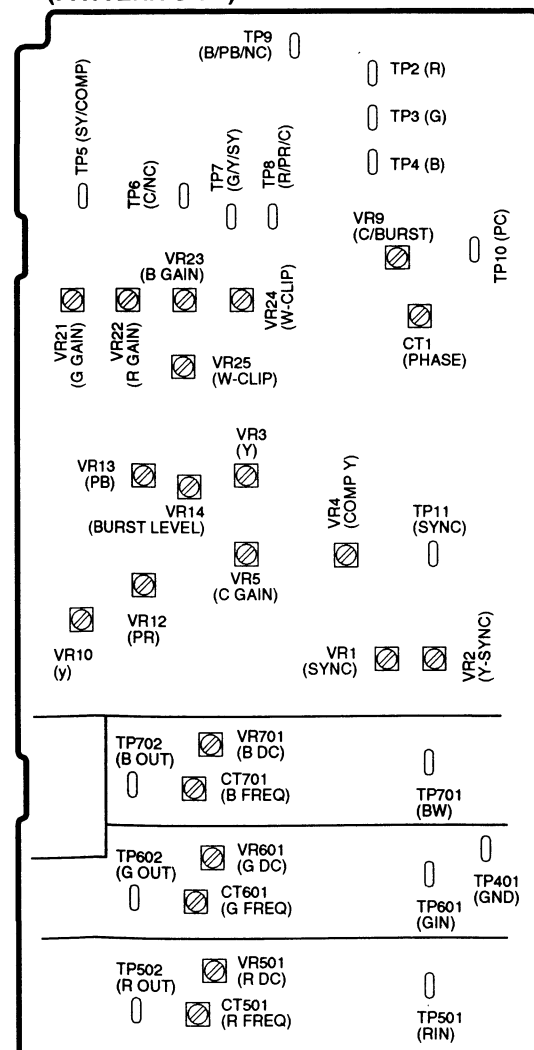 TP9
(B/PB/NC)
TP2 (R)
TP3 (G)
TP4 (B)
TP5 (SY/COMP)
TP6
(C/NC)
TP7
(G/Y/SY)
TP8
(R/PR/C)
VR9
(C/BURST)
TP10 (PC)
VR23
(B GAIN)
VR21
(G GAIN)
VR22
(R GAIN)
VR24
(W-CLIP)
CT1
(PHASE)
VR25
(W-CLIP)
VR3
(Y)
VR13
(PB)
VR14
(BURST LEVEL)
VR4
(COMP Y)
TP11
(SYNC)
VR5
(C GAIN)
VR12
(PR)
VR10
(y)
VR1
(SYNC)
VR2
(Y-SYNC)
TP702
(B OUT)
VR701
(B DC)
CT701
(B FREQ)
TP701
(BW)
TP602
(G OUT)
VR601
(G DC)
CT601
(G FREQ)
TP601
(GIN)
TP401
(GND)
TP502
(R OUT)
VR501
(R DC)
CT501
(R FREQ)
TP501
(RIN)